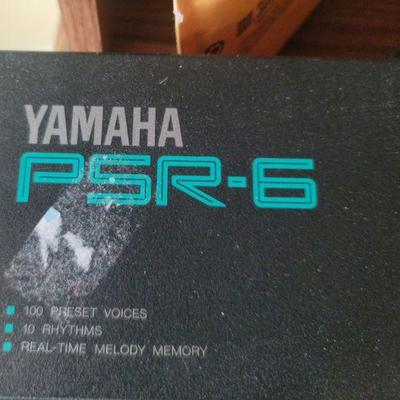 YAMAHA
PSR-6
100 PRESET VOICES
10 RHYTHMS
REAL-TIME MELODY MEMORY